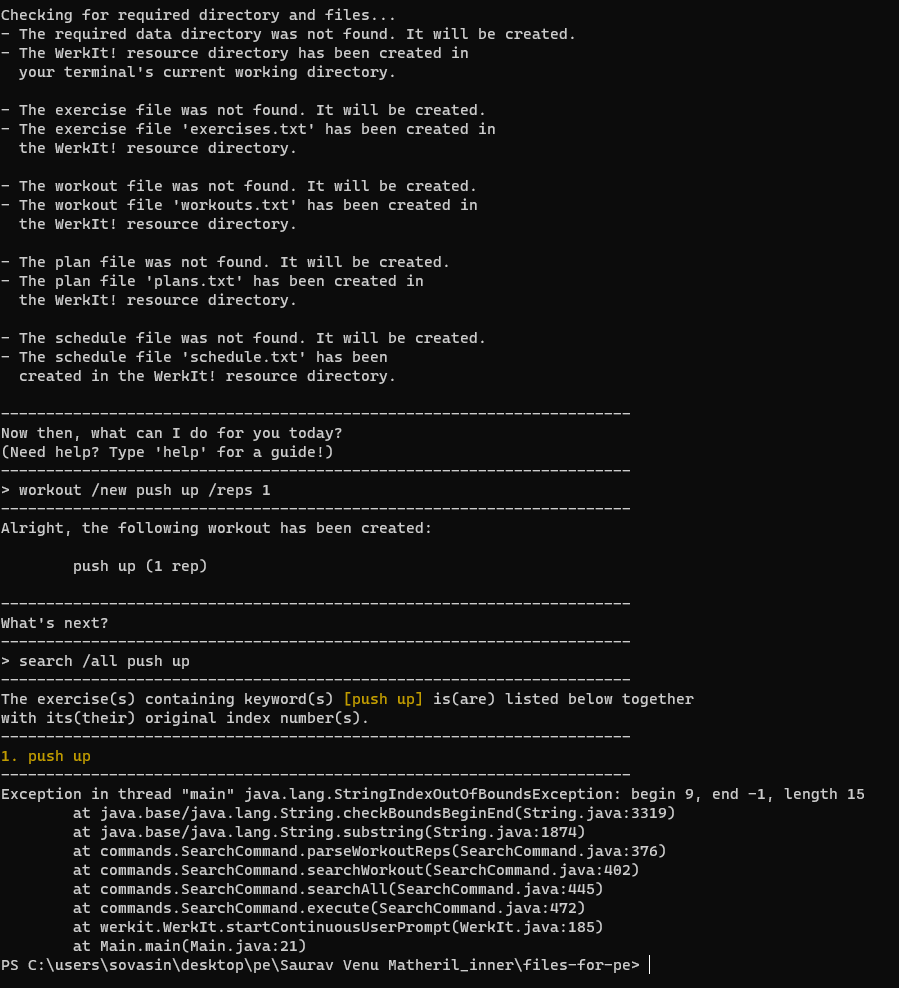 Checking for required directory and files...
- The required data directory was not found. It will be created.
- The WerkIt! resource directory has been created in
  your terminal's current working directory.

- The exercise file was not found. It will be created.
- The exercise file 'exercises.txt' has been created in
  the WerkIt! resource directory.

- The workout file was not found. It will be created.
- The workout file 'workouts.txt' has been created in
  the WerkIt! resource directory.

- The plan file was not found. It will be created.
- The plan file 'plans.txt' has been created in
  the WerkIt! resource directory.

- The schedule file was not found. It will be created.
- The schedule file 'schedule.txt' has been
  created in the WerkIt! resource directory.

----------------------------------------------------------------------
Now then, what can I do for you today?
(Need help? Type 'help' for a guide!)
----------------------------------------------------------------------
> workout /new push up /reps 1
----------------------------------------------------------------------
Alright, the following workout has been created:

        push up (1 rep)

----------------------------------------------------------------------
What's next?
----------------------------------------------------------------------
> search /all push up
----------------------------------------------------------------------
The exercise(s) containing keyword(s) [push up] is(are) listed below together
with its(their) original index number(s).
----------------------------------------------------------------------
1. push up
----------------------------------------------------------------------
Exception in thread "main" java.lang.StringIndexOutOfBoundsException: begin 9, end -1, length 15
        at java.base/java.lang.String.checkBoundsBeginEnd(String.java:3319)
        at java.base/java.lang.String.substring(String.java:1874)
        at commands.SearchCommand.parseWorkoutReps(SearchCommand.java:376)
        at commands.SearchCommand.searchWorkout(SearchCommand.java:402)
        at commands.SearchCommand.searchAll(SearchCommand.java:445)
        at commands.SearchCommand.execute(SearchCommand.java:472)
        at werkit.WerkIt.startContinuousUserPrompt(WerkIt.java:185)
        at Main.main(Main.java:21)
PS C:\users\sovasin\desktop\pe\Saurav Venu Matheril_inner\files-for-pe>